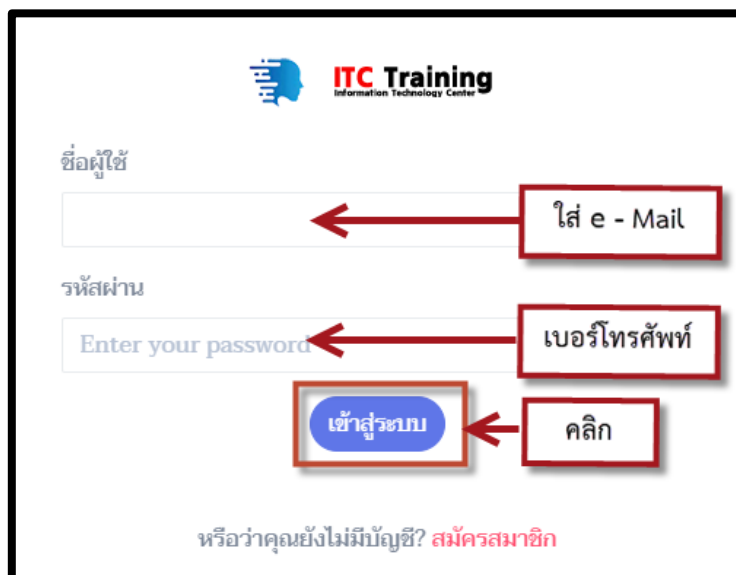 ITC Training
Information Technology Center
ชื่อผู้ใช้
ใส่ e - Mail
รหัสผ่าน
Enter your password
เบอร์โทรศัพท์
เข้าสู่ระบบ
คลิก
หรือว่าคุณยังไม่มีบัญชี? สมัครสมาชิก